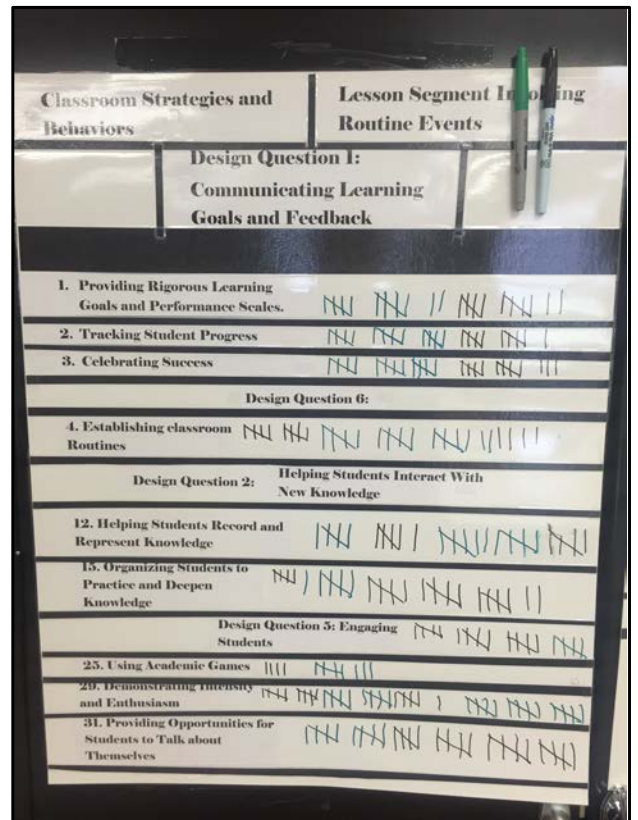 Classroom Strategies and
Behaviors
Lesson Segment
Routine Events
Design Question 1:
Communicating Learning
Goals and Feedback
1. Providing Rigorous Learning
Goals and Performance Scales.
2. Tracking Student Progress
3. Celebrating Success
Design Question 6:
4. Establishing classroom
Routines
Design Question 2:
Helping Students Interact With
New Knowledge
12. Helping Students Record and
Represent Knowledge
15. Organizing Students to
Practice and Deepen
Knowledge
Design Question 5: Engaging
Students
25. Using Academic Games
29. Demonstrating Intensity
and Enthusiasm
31. Providing Opportunities for
Students to Talk about
Themselves